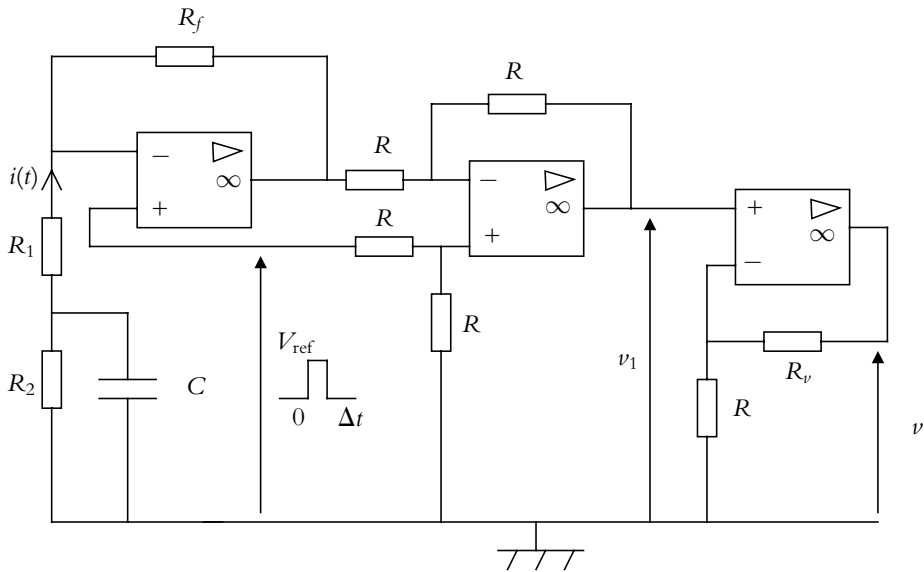 R_f
R
−
▷
∞
+
i(t)
R
−
▷
∞
+
R
+
▷
∞
−
R_1
V_ref
0 Δt
R
v_1
R_v
R_2
C
R
v